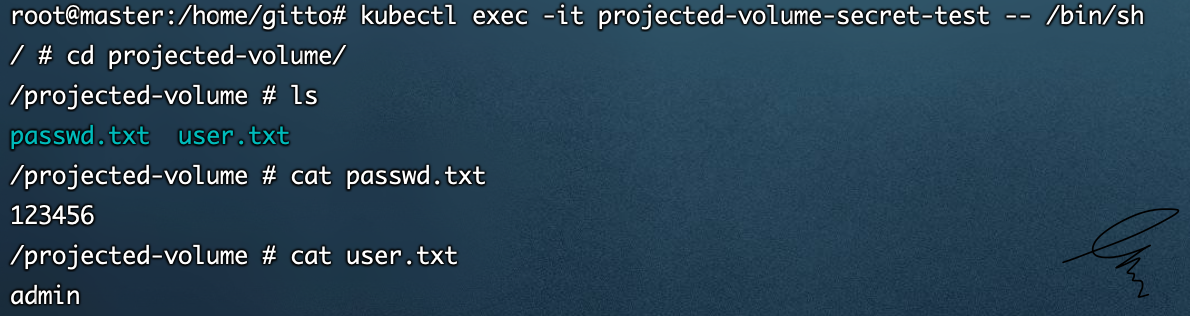 root@master:/home/gitto# kubectl exec -it projected-volume-secret-test -- /bin/sh
/ # cd projected-volume/
/projected-volume # ls
passwd.txt  user.txt
/projected-volume # cat passwd.txt
123456
/projected-volume # cat user.txt
admin